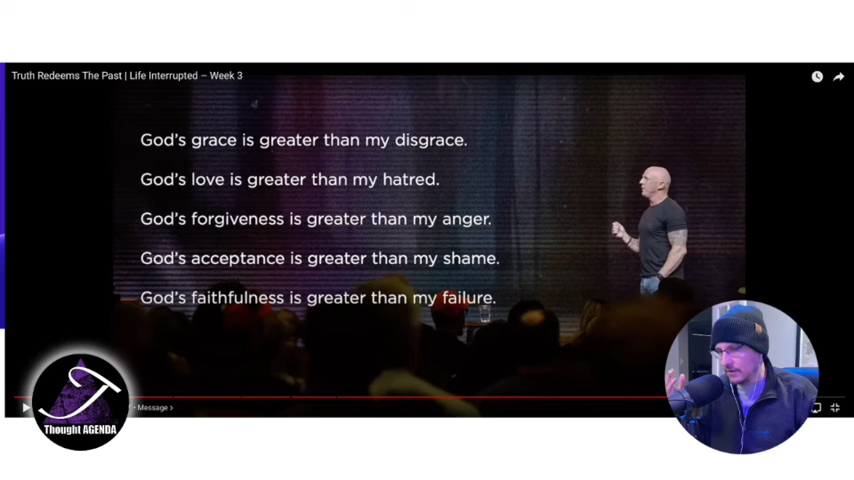 Truth Redeems The Past | Life Interrupted – Week 3
God's grace is greater than my disgrace.
God's love is greater than my hatred.
God's forgiveness is greater than my anger.
God's acceptance is greater than my shame.
God's faithfulness is greater than my failure.
• Message >
Thought AGENDA